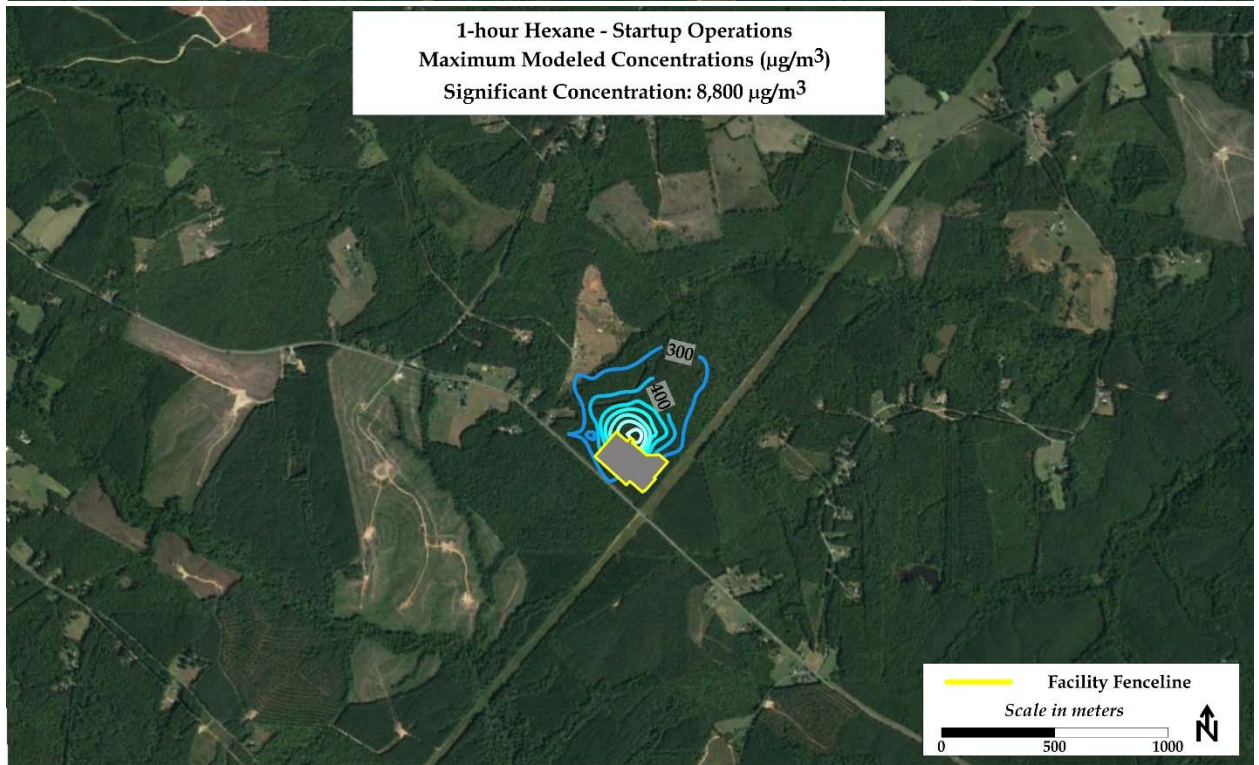 1-hour Hexane - Startup Operations
Maximum Modeled Concentrations (µg/m³)
Significant Concentration: 8,800 µg/m³
300
400
Facility Fenceline
Scale in meters
N
0 500 1000